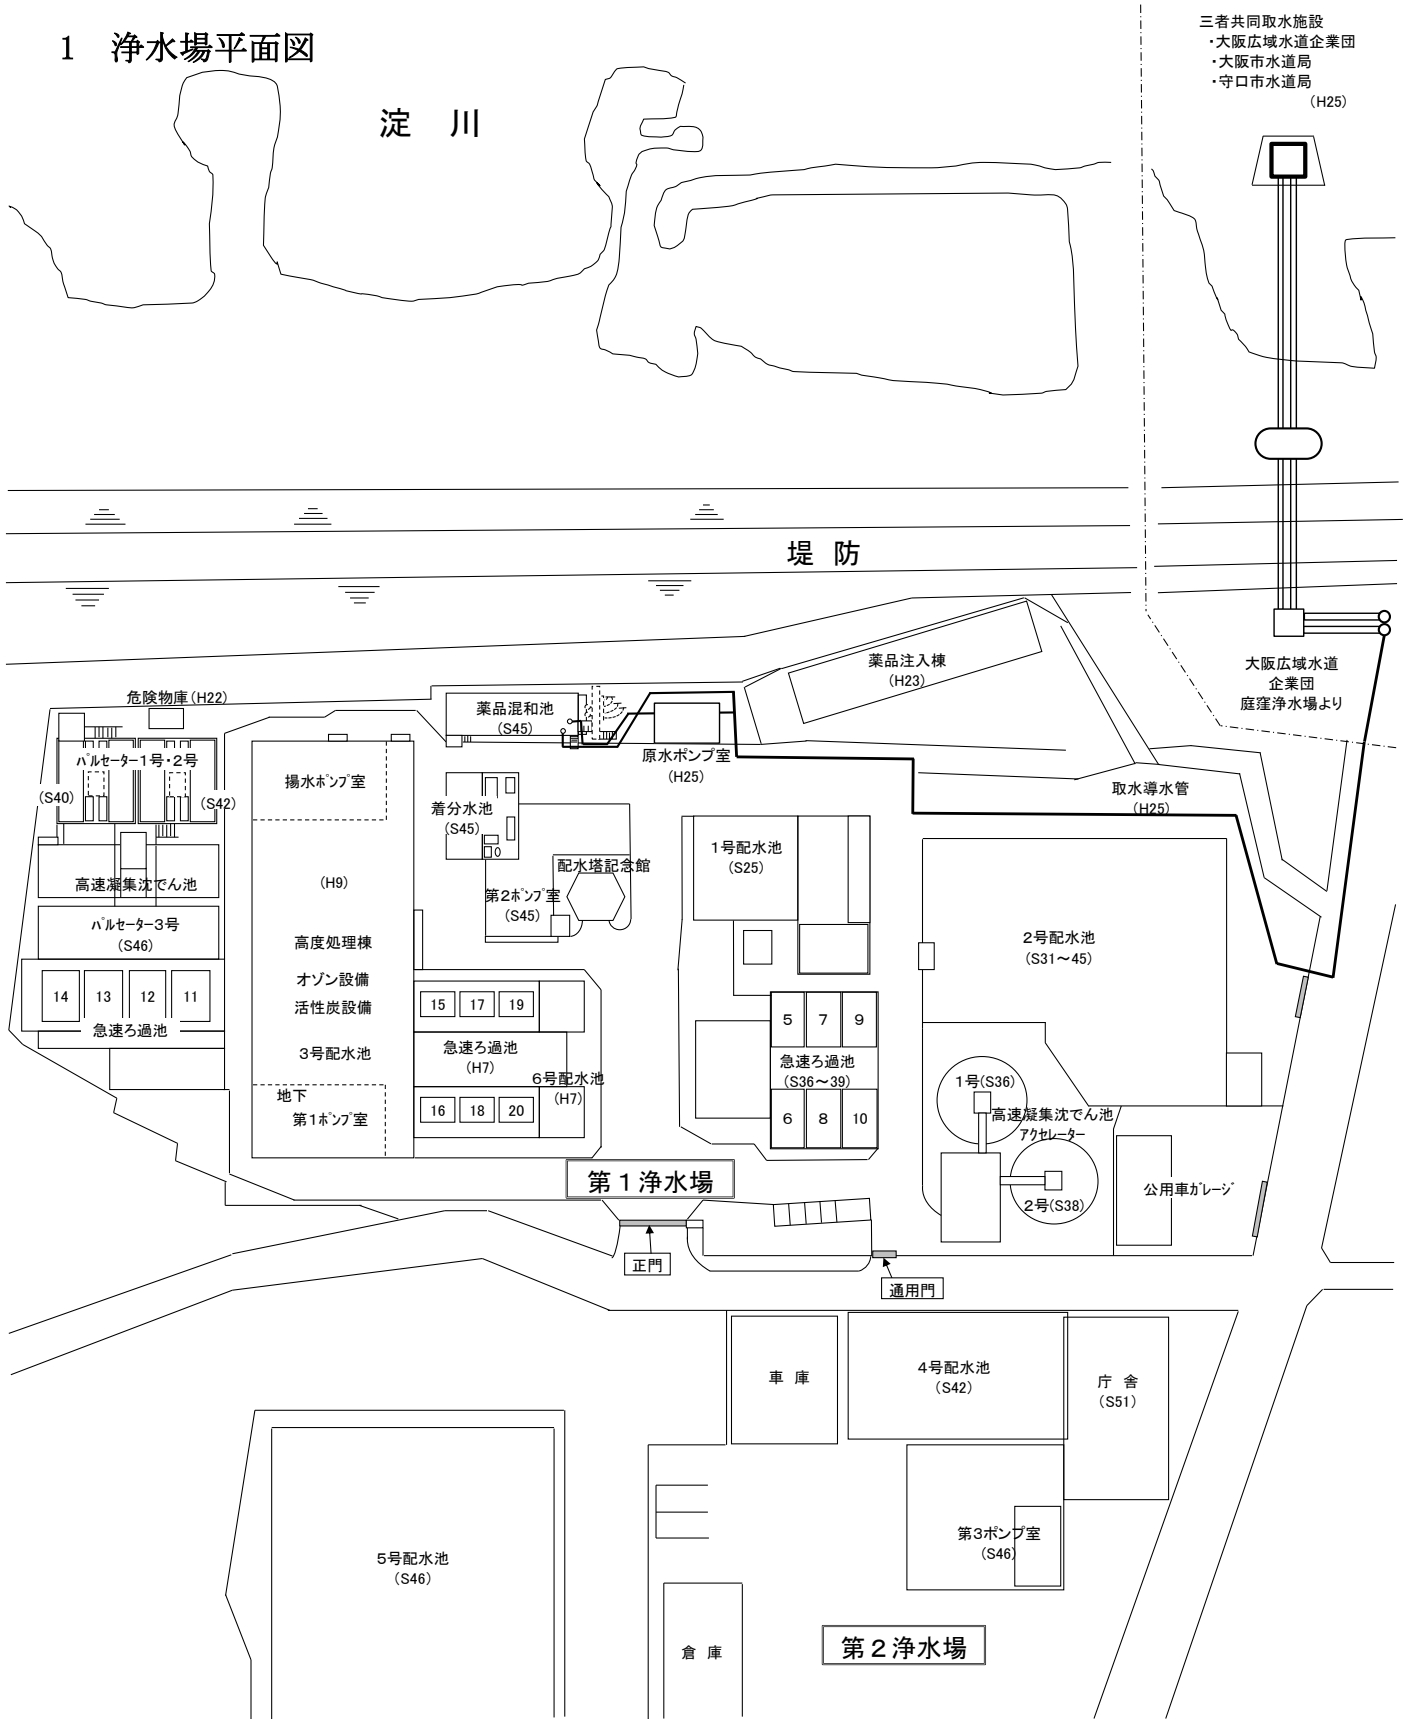 1　浄水場平面図
三者共同取水施設
・大阪広域水道企業団
・大阪市水道局
・守口市水道局
(H25)
淀　川
堤　防
大阪広域水道
企業団
庭窪浄水場より
薬品注入棟
(H23)
危険物庫(H22)
薬品混和池
(S45)
原水ポンプ室
(H25)
取水導水管
(H25)
パルセーター1号・2号
(S40)
(S42)
揚水ポンプ室
着分水池
(S45)
配水塔記念館
第2ポンプ室
(S45)
1号配水池
(S25)
高速凝集沈でん池
(H9)
パルセーター3号
(S46)
高度処理棟
オゾン設備
活性炭設備
3号配水池
2号配水池
(S31～45)
14 13 12 11
急速ろ過池
15 17 19
急速ろ過池
(H7)
6号配水池
(H7)
16 18 20
地下
第1ポンプ室
5 7 9
急速ろ過池
(S36～39)
6 8 10
1号(S36)
高速凝集沈でん池
アクセレーター
2号(S38)
公用車ガレージ
第1浄水場
正門
通用門
車 庫
4号配水池
(S42)
庁 舎
(S51)
第3ポンプ室
(S46)
5号配水池
(S46)
倉 庫
第2浄水場